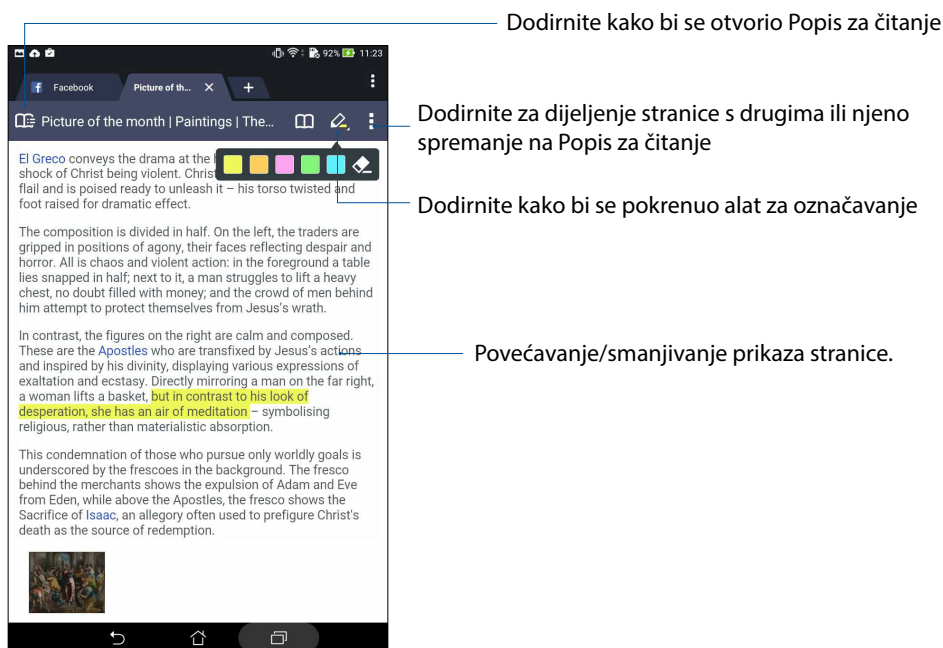 Dodirnite kako bi se otvorio Popis za čitanje
92% 11:23
Facebook Picture of th... X +
Picture of the month | Paintings | The...
Dodirnite za dijeljenje stranice s drugima ili njeno
spremanje na Popis za čitanje
Dodirnite kako bi se pokrenuo alat za označavanje
El Greco conveys the drama at the
shock of Christ being violent. Christ
flail and is poised ready to unleash it – his torso twisted and
foot raised for dramatic effect.
The composition is divided in half. On the left, the traders are
gripped in positions of agony, their faces reflecting despair and
horror. All is chaos and violent action: in the foreground a table
lies snapped in half; next to it, a man struggles to lift a heavy
chest, no doubt filled with money; and the crowd of men behind
him attempt to protect themselves from Jesus's wrath.
In contrast, the figures on the right are calm and composed.
These are the Apostles who are transfixed by Jesus's actions
and inspired by his divinity, displaying various expressions of
exaltation and ecstasy. Directly mirroring a man on the far right,
a woman lifts a basket, but in contrast to his look of
desperation, she has an air of meditation – symbolising
religious, rather than materialistic absorption.
Povećavanje/smanjivanje prikaza stranice.
This condemnation of those who pursue only worldly goals is
underscored by the frescoes in the background. The fresco
behind the merchants shows the expulsion of Adam and Eve
from Eden, while above the Apostles, the fresco shows the
Sacrifice of Isaac, an allegory often used to prefigure Christ's
death as the source of redemption.